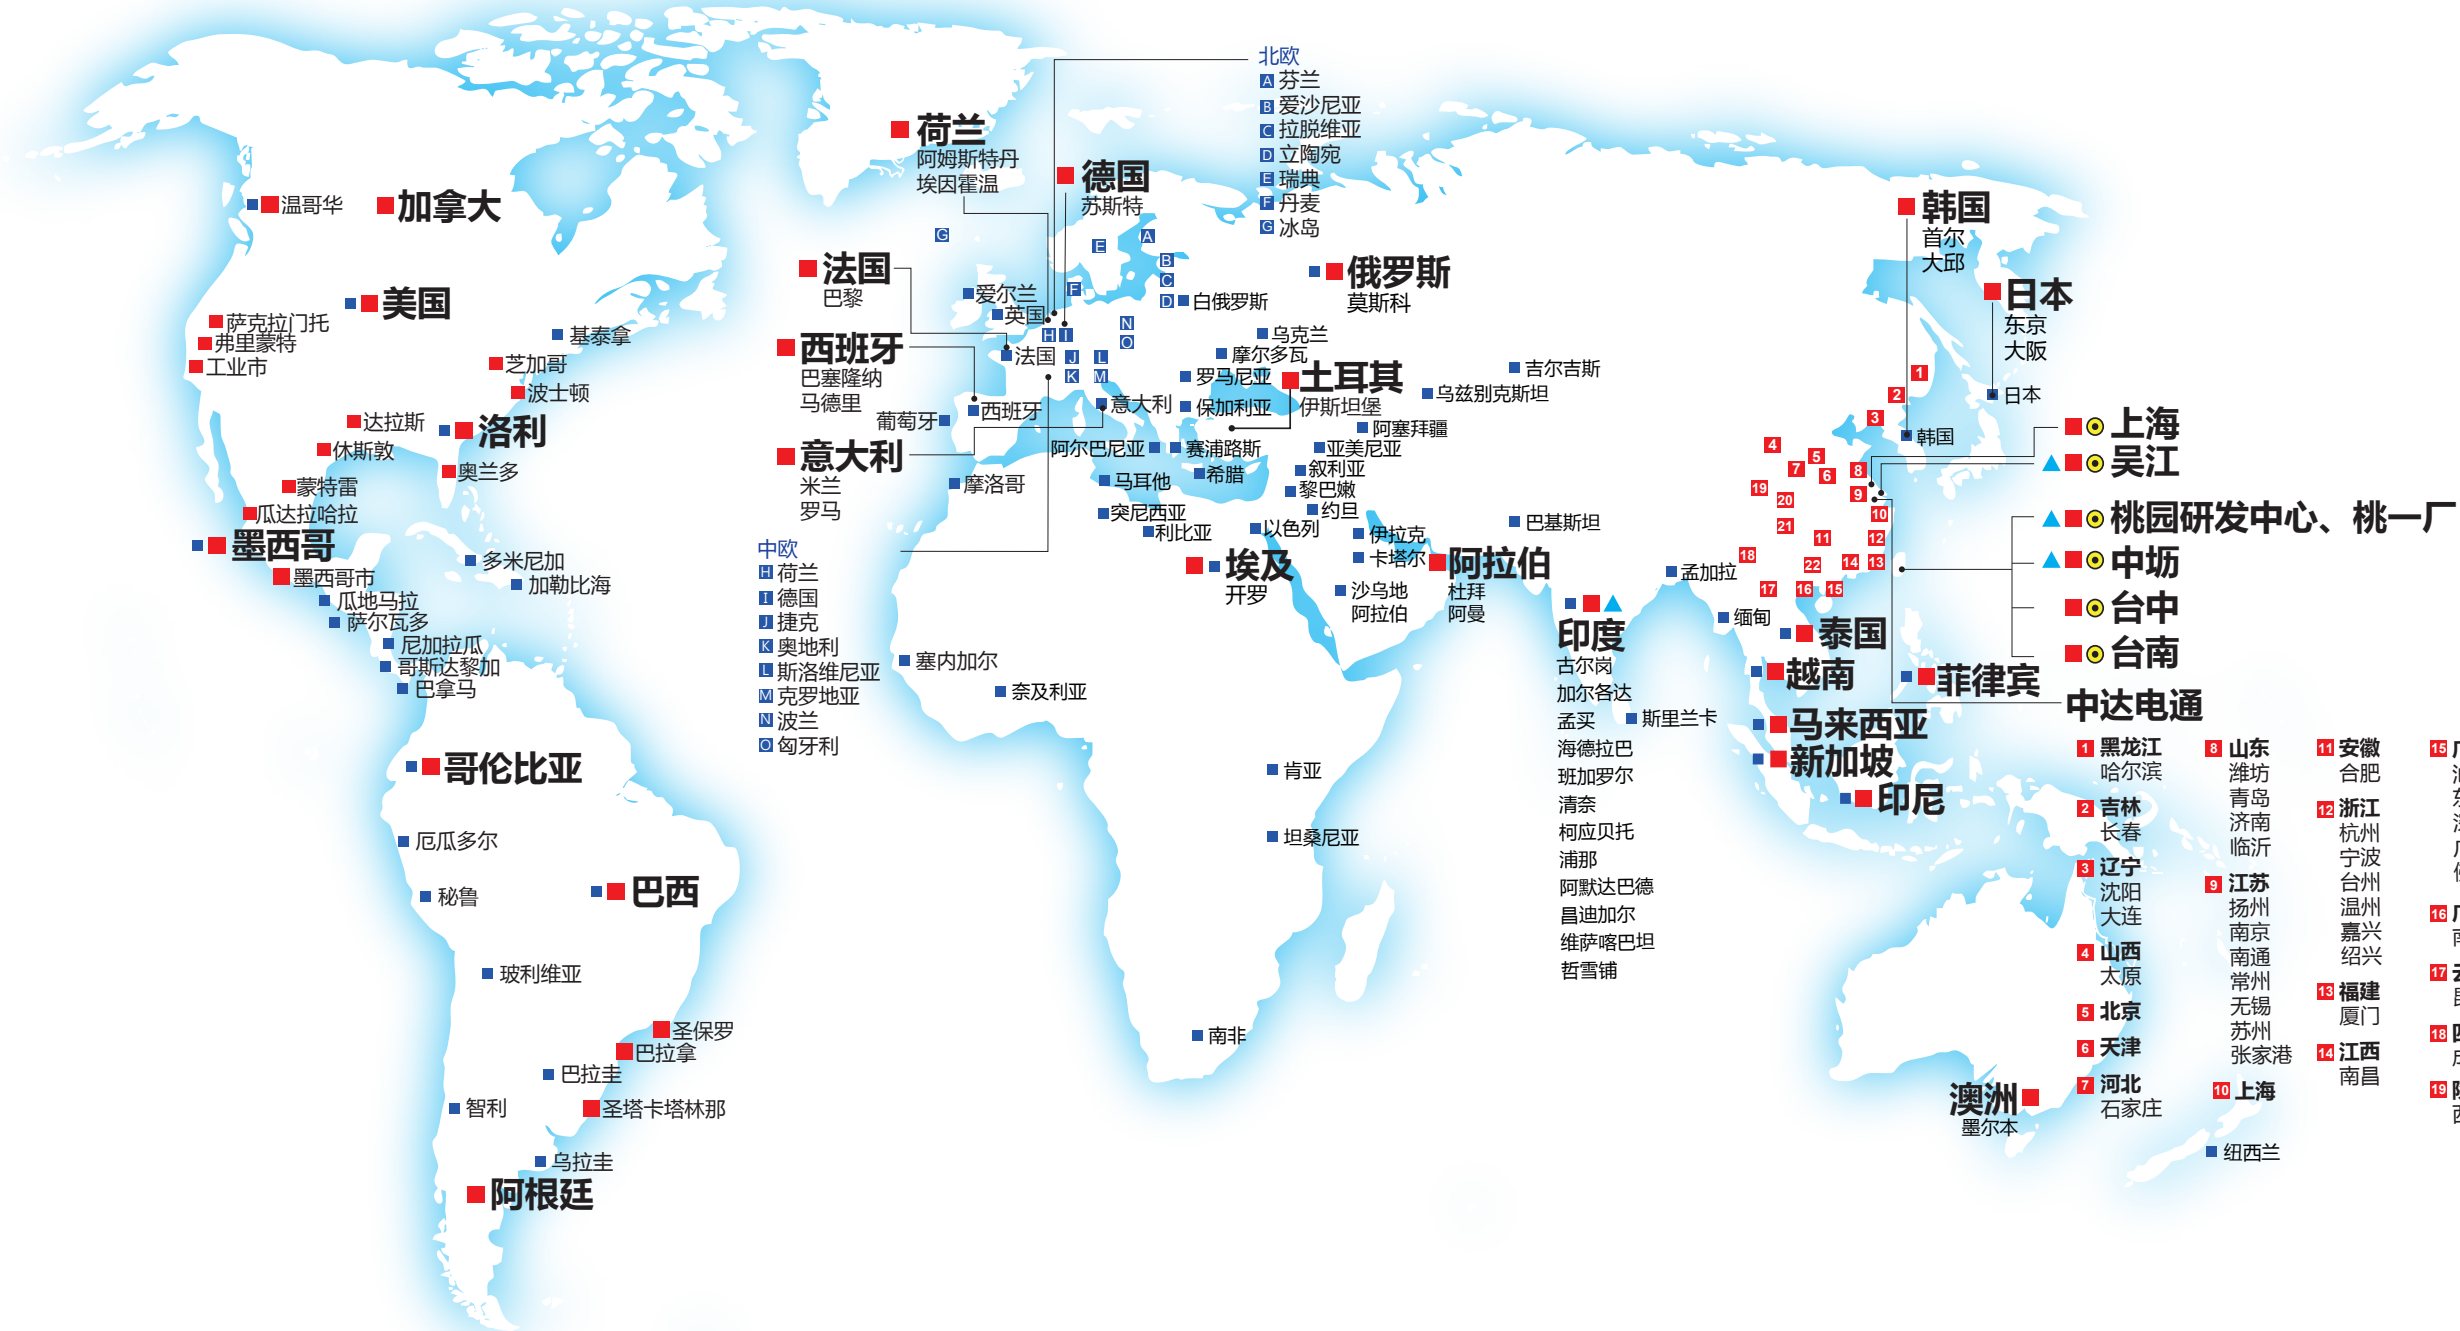 北欧
A 芬兰
B 爱沙尼亚
C 拉脱维亚
D 立陶宛
E 瑞典
F 丹麦
G 冰岛
荷兰
阿姆斯特丹
埃因霍温
德国
苏斯特
法国
巴黎
西班牙
巴塞隆纳
马德里
意大利
米兰
罗马
中欧
H 荷兰
I 德国
J 捷克
K 奥地利
L 斯洛维尼亚
M 克罗地亚
N 波兰
O 匈牙利
温哥华
加拿大
美国
萨克拉门托
弗里蒙特
工业市
基泰拿
芝加哥
波士顿
达拉斯
洛利
休斯敦
奥兰多
蒙特雷
瓜达拉哈拉
墨西哥
墨西哥市
多米尼加
加勒比海
瓜地马拉
萨尔瓦多
尼加拉瓜
哥斯达黎加
巴拿马
哥伦比亚
厄瓜多尔
秘鲁
巴西
玻利维亚
圣保罗
巴拉拿
巴拉圭
智利
圣塔卡塔林那
乌拉圭
阿根廷
G
E
A
B
C
D
F
N
O
H
I
J
L
K
M
爱尔兰
英国
法国
白俄罗斯
乌克兰
摩尔多瓦
罗马尼亚
保加利亚
意大利
葡萄牙
西班牙
阿尔巴尼亚
赛浦路斯
希腊
马耳他
摩洛哥
突尼西亚
利比亚
俄罗斯
莫斯科
土耳其
伊斯坦堡
吉尔吉斯
乌兹别克斯坦
阿塞拜疆
亚美尼亚
叙利亚
黎巴嫩
约旦
以色列
伊拉克
卡塔尔
巴基斯坦
埃及
开罗
沙乌地
阿拉伯
阿拉伯
杜拜
阿曼
塞内加尔
奈及利亚
肯亚
坦桑尼亚
南非
印度
古尔岗
加尔各达
孟买
海德拉巴
班加罗尔
清奈
柯应贝托
浦那
阿默达巴德
昌迪加尔
维萨喀巴坦
哲雪铺
斯里兰卡
孟加拉
缅甸
泰国
越南
马来西亚
新加坡
印尼
菲律宾
韩国
首尔
大邱
日本
东京
大阪
日本
韩国
1
2
3
4
5
7
6
8
19
20
9
10
21
11
12
18
22
14
13
17
16
15
上海
吴江
桃园研发中心、桃一厂
中坜
台中
台南
中达电通
1 黑龙江
哈尔滨
2 吉林
长春
3 辽宁
沈阳
大连
4 山西
太原
5 北京
6 天津
7 河北
石家庄
8 山东
潍坊
青岛
济南
临沂
9 江苏
扬州
南京
南通
常州
无锡
苏州
张家港
10 上海
11 安徽
合肥
12 浙江
杭州
宁波
台州
温州
嘉兴
绍兴
13 福建
厦门
14 江西
南昌
15
16
17
18
19
澳洲
墨尔本
纽西兰